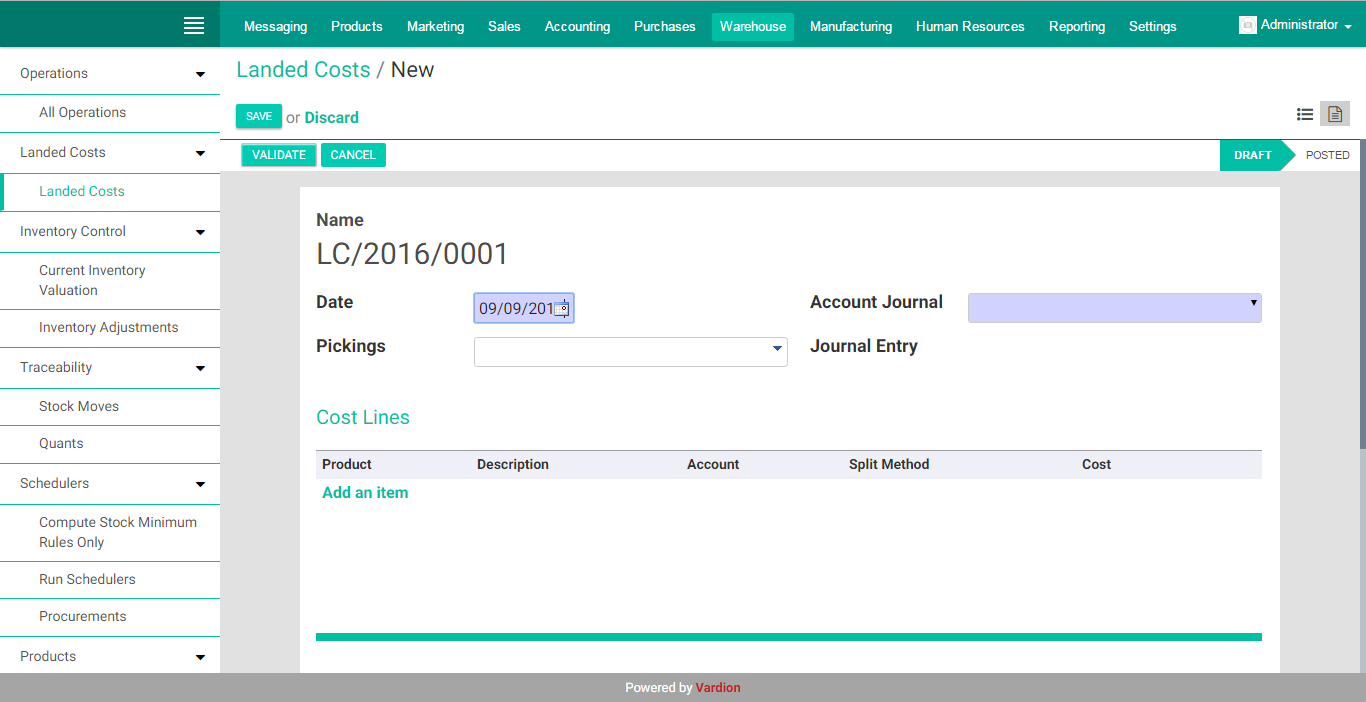 Messaging Products Marketing Sales Accounting Purchases Warehouse Manufacturing Human Resources Reporting Settings Administrator
Operations
All Operations
Landed Costs
Landed Costs
Inventory Control
Current Inventory
Valuation
Inventory Adjustments
Traceability
Stock Moves
Quants
Schedulers
Compute Stock Minimum
Rules Only
Run Schedulers
Procurements
Products
Landed Costs / New
SAVE or Discard
VALIDATE CANCEL DRAFT POSTED
Name
LC/2016/0001
Date 09/09/201 Account Journal
Pickings Journal Entry
Cost Lines
Product Description Account Split Method Cost
Add an item
Powered by Vardion